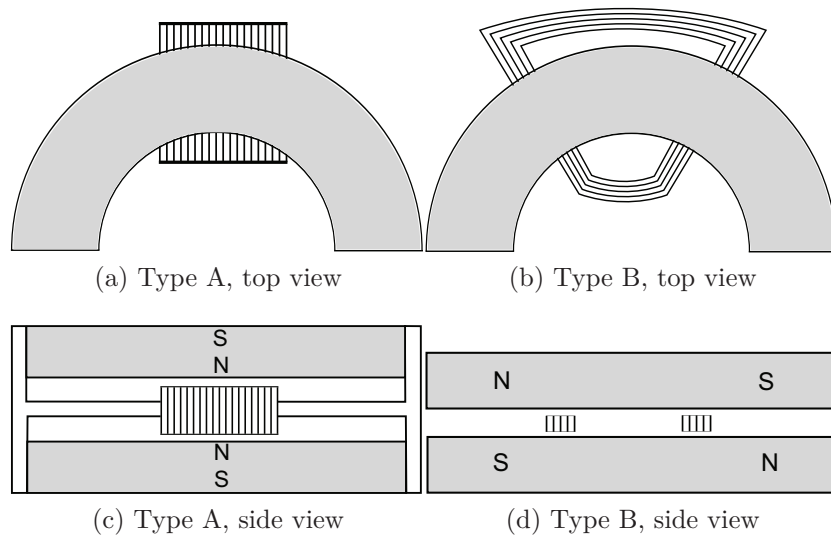 (a) Type A, top view
(b) Type B, top view
S
N
N
S
N
S
S
N
(c) Type A, side view
(d) Type B, side view